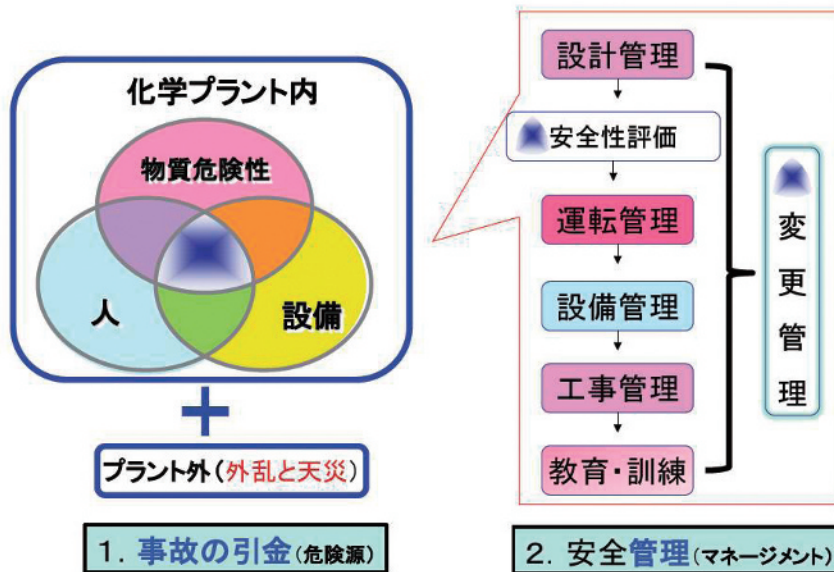 化学プラント内
物質危険性
人
設備
プラント外(外乱と天災)
1. 事故の引金(危険源)
設計管理
安全性評価
運転管理
設備管理
工事管理
教育・訓練
変更管理
2. 安全管理(マネージメント)